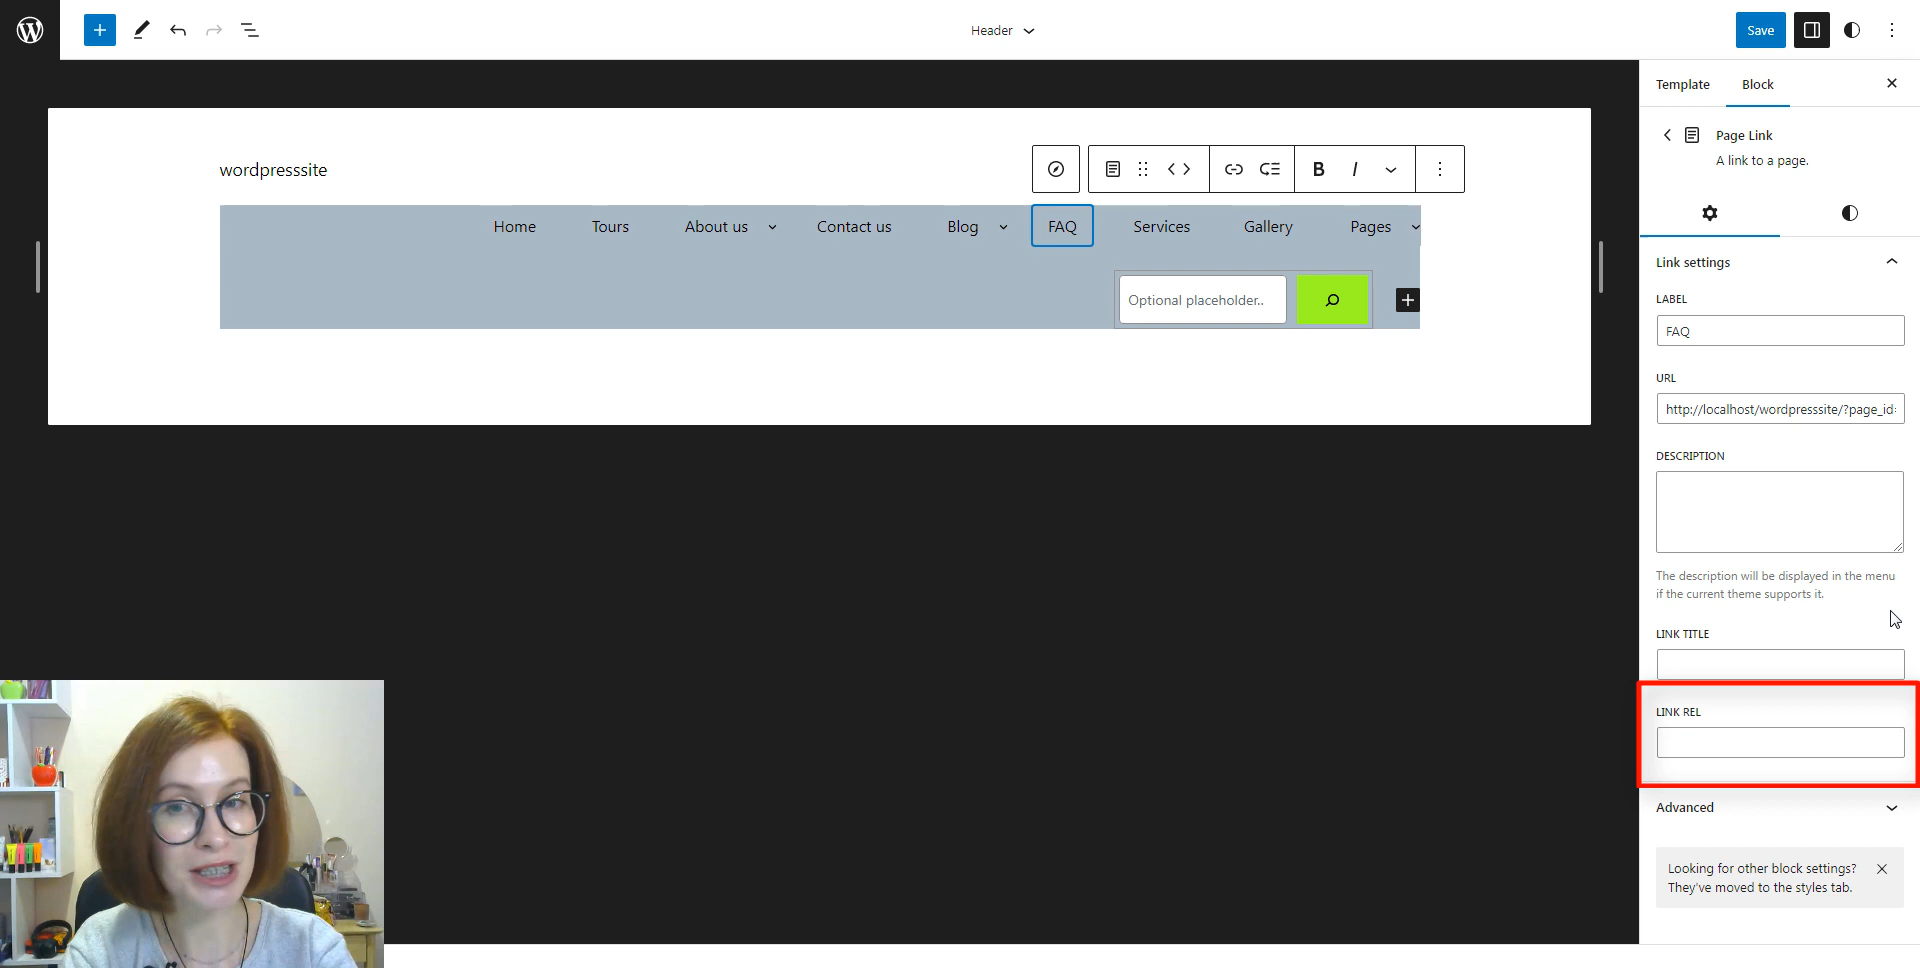 Header
Save
Template
Block
Page Link
A link to a page.
wordpresssite
B I
Home
Tours
About us
Contact us
Blog
FAQ
Services
Gallery
Pages
Optional placeholder..
Link settings
LABEL
FAQ
URL
http://localhost/wordpresssite/?page_id=
DESCRIPTION
The description will be displayed in the menu
if the current theme supports it.
LINK TITLE
LINK REL
Advanced
Looking for other block settings?
They've moved to the styles tab.